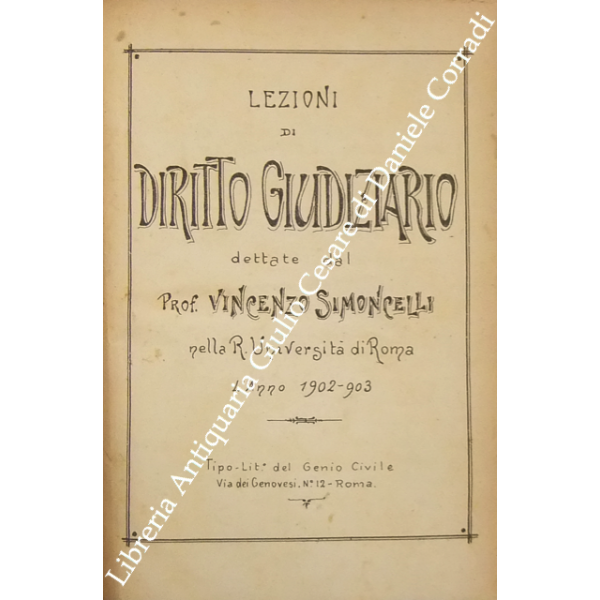 LEZIONI
DI
DIRITTO GIUDIZIARIO
dettate dal
PROF. VINCENZO SIMONCELLI
nella R. Università di Roma
L'Anno 1902-903
Tipo-Lit.ª del Genio Civile
Via dei Genovesi, N.º 12 - Roma.
Libreria Antiquaria Giulio Cesare di Daniele Corradi